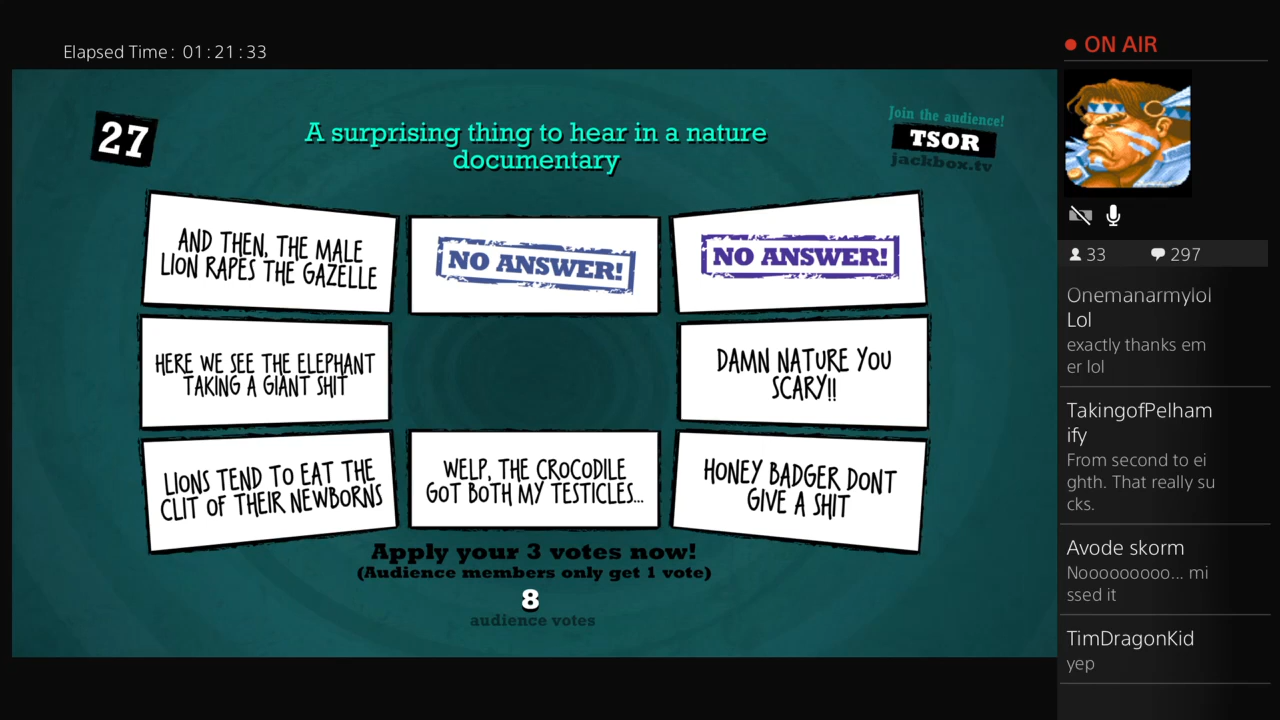 Elapsed Time: 01:21:33
ON AIR
27
A surprising thing to hear in a nature
documentary
Join the audience!
TSOR
jackbox.tv
AND THEN, THE MALE
LION RAPES THE GAZELLE
NO ANSWER!
NO ANSWER!
HERE WE SEE THE ELEPHANT
TAKING A GIANT SHIT
DAMN NATURE YOU
SCARY!!
LIONS TEND TO EAT THE
CLIT OF THEIR NEWBORNS
WELP, THE CROCODILE
GOT BOTH MY TESTICLES...
HONEY BADGER DONT
GIVE A SHIT
Apply your 3 votes now!
(Audience members only get 1 vote)
8
audience votes
33
297
Onemanarmylol
Lol
exactly thanks em
er lol
TakingofPelham
ify
From second to ei
ghth. That really su
cks.
Avode skorm
Nooooooooo... mi
ssed it
TimDragonKid
yep